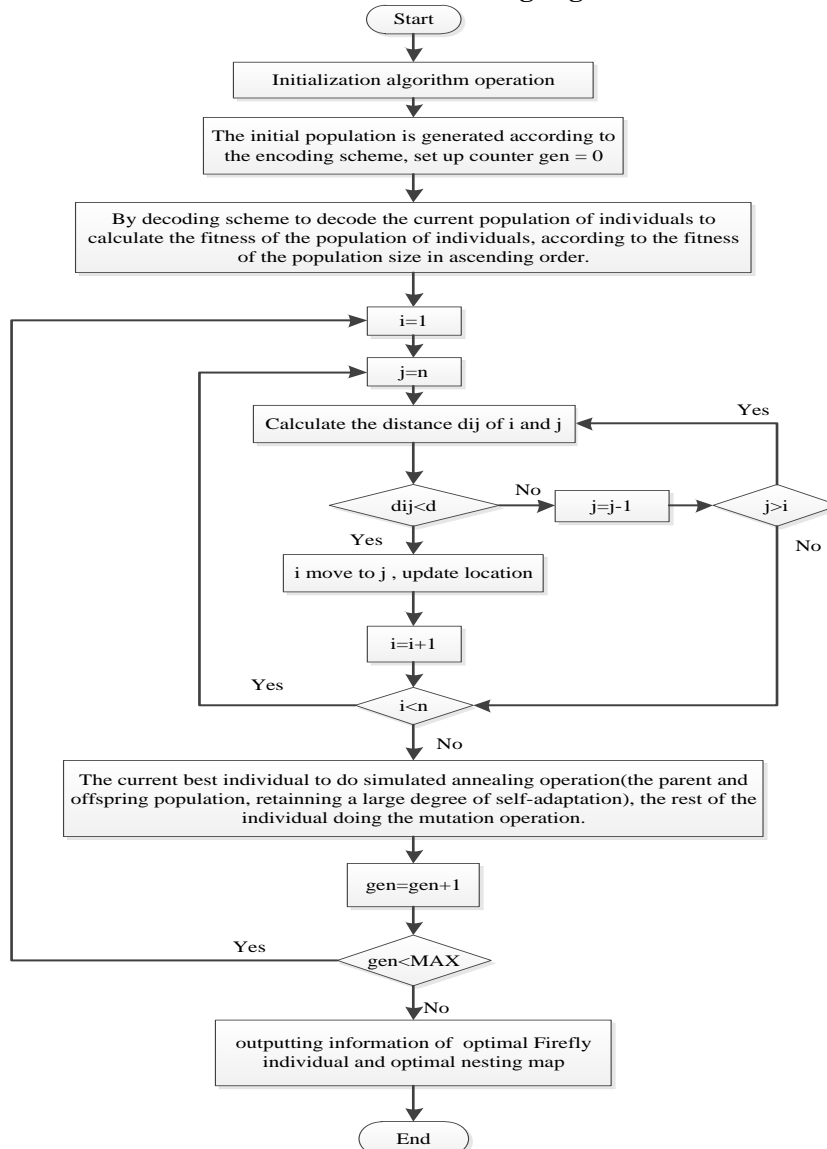 Start
Initialization algorithm operation
The initial population is generated according to
the encoding scheme, set up counter gen = 0
By decoding scheme to decode the current population of individuals to
calculate the fitness of the population of individuals, according to the fitness
of the population size in ascending order.
i=1
j=n
Calculate the distance dij of i and j
Yes
dij<d
No
j=j-1
j>i
No
Yes
i move to j , update location
i=i+1
Yes
i<n
No
The current best individual to do simulated annealing operation(the parent and
offspring population, retainning a large degree of self-adaptation), the rest of the
individual doing the mutation operation.
gen=gen+1
Yes
gen<MAX
No
outputting information of optimal Firefly
individual and optimal nesting map
End